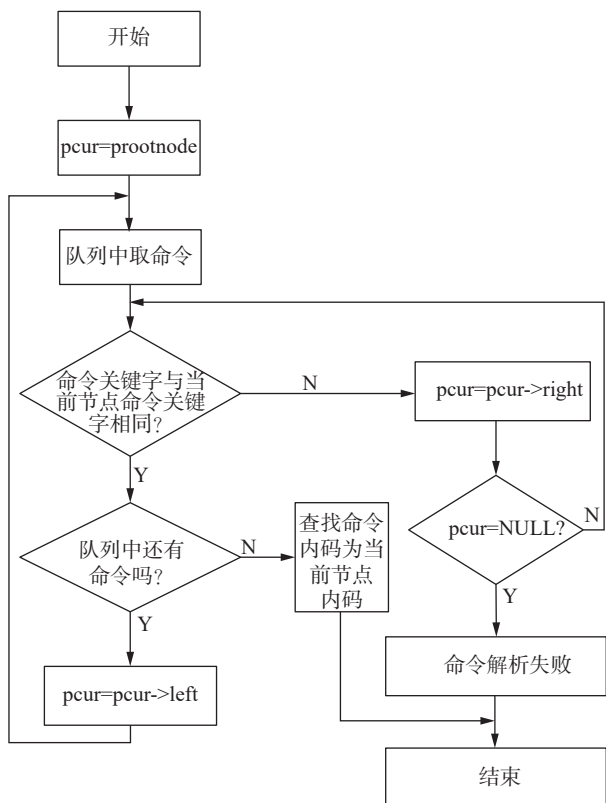 开始
pcur=prootnode
队列中取命令
命令关键字与当
前节点命令关键
字相同?
N
pcur=pcur->right
Y
队列中还有
命令吗?
N
查找命令
内码为当
前节点
内码
pcur=NULL?
N
Y
Y
pcur=pcur->left
命令解析失败
结束